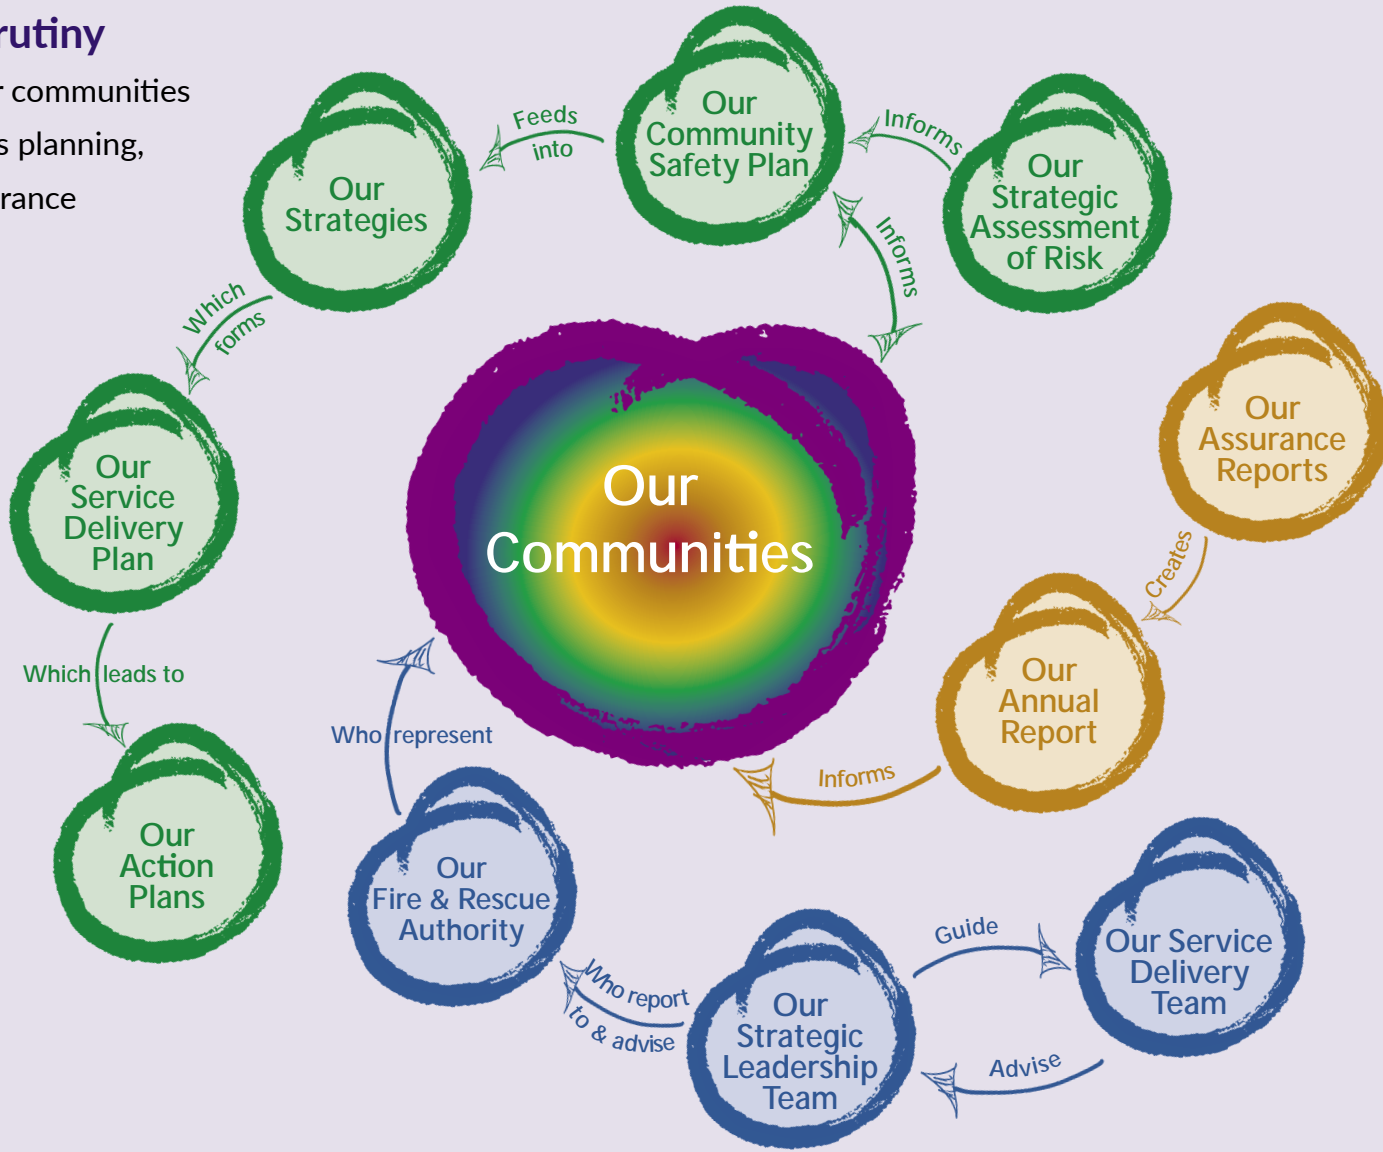 rutiny
r communities
s planning,
rance
Our
Community
Safety Plan
Feeds
into
Informs
Our
Strategic
Assessment
of Risk
Our
Strategies
Informs
Which
forms
Our
Assurance
Reports
Our
Service
Delivery
Plan
Our
Communities
Creates
Which leads to
Our
Annual
Report
Who represent
Informs
Our
Action
Plans
Our
Fire & Rescue
Authority
Guide
Our Service
Delivery
Team
Who report
to & advise
Our
Strategic
Leadership
Team
Advise